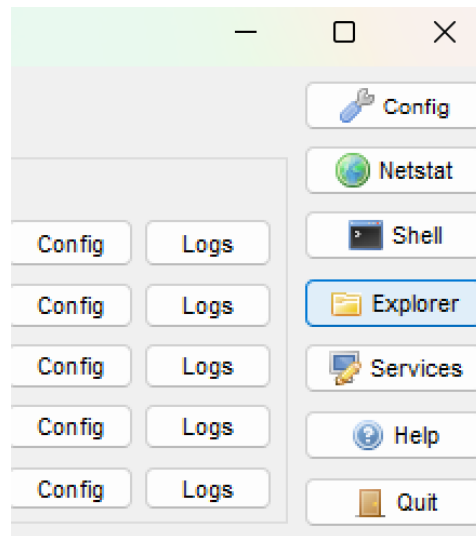 Config
Netstat
Config Logs Shell
Config Logs Explorer
Config Logs Services
Config Logs Help
Config Logs Quit